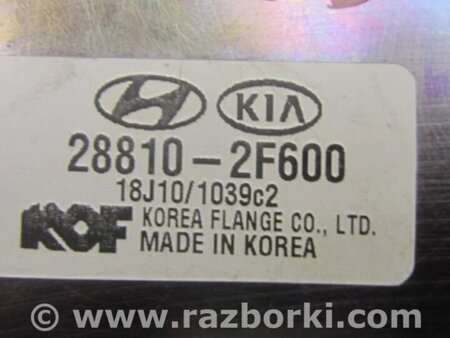 KIA
28810-2F600
18J10/1039c2
KOF KOREA FLANGE CO., LTD.
MADE IN KOREA
© www.razborki.com